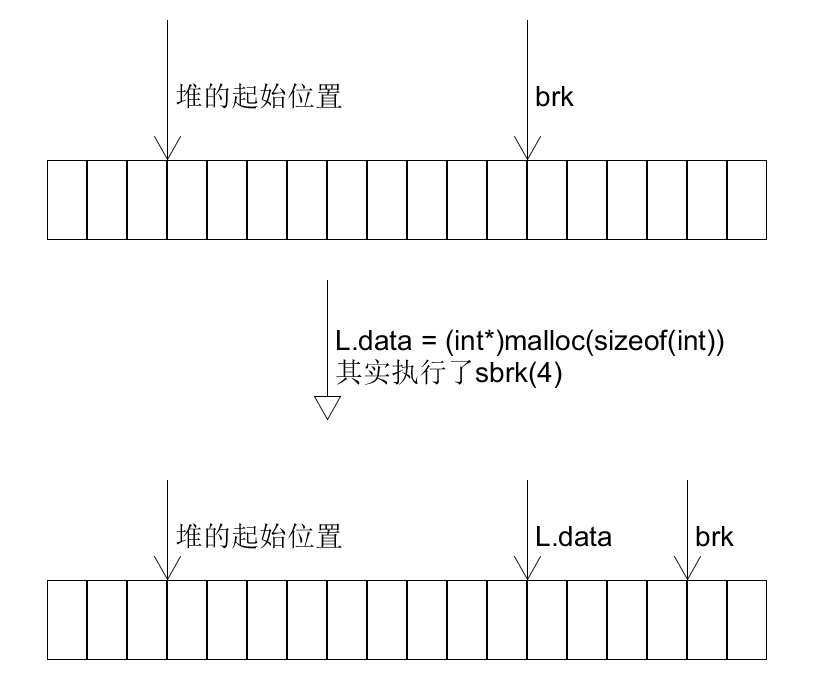 堆的起始位置
brk
L.data = (int*)malloc(sizeof(int))
其实执行了sbrk(4)
堆的起始位置
L.data
brk